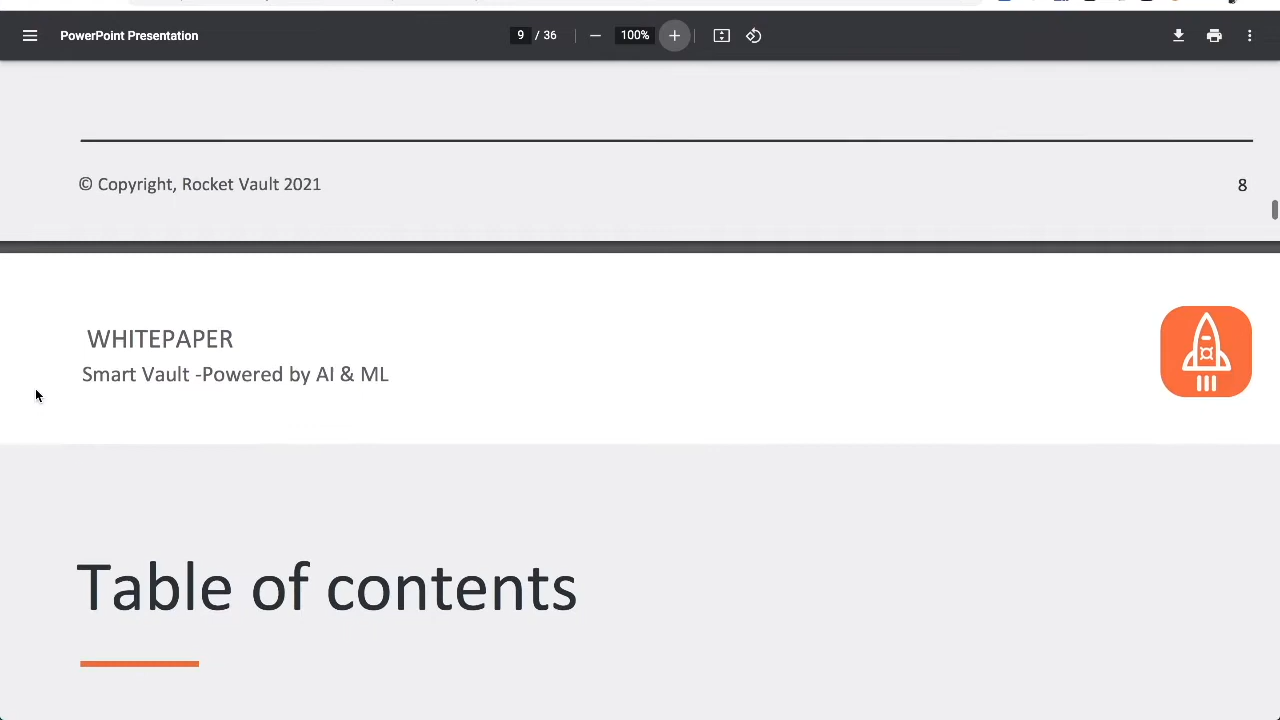 PowerPoint Presentation
9 / 36
100%
© Copyright, Rocket Vault 2021
8
WHITEPAPER
Smart Vault -Powered by AI & ML
Table of contents